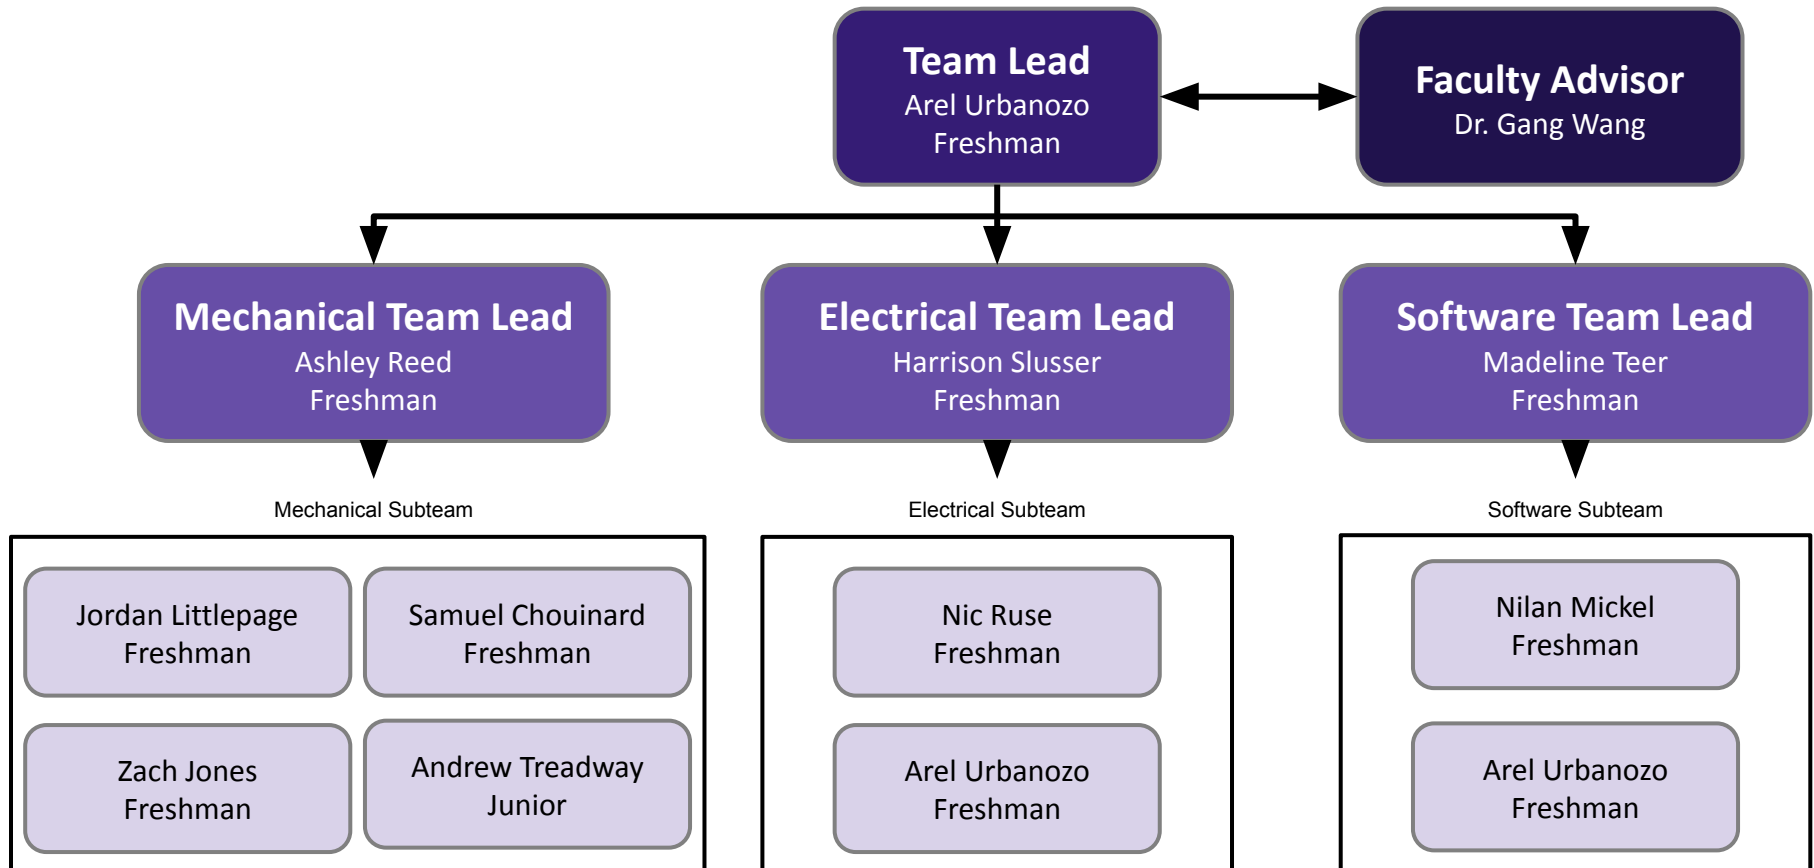 Team Lead
Arel Urbanozo
Freshman
Faculty Advisor
Dr. Gang Wang
Mechanical Team Lead
Ashley Reed
Freshman
Electrical Team Lead
Harrison Slusser
Freshman
Software Team Lead
Madeline Teer
Freshman
Mechanical Subteam
Jordan Littlepage
Freshman
Samuel Chouinard
Freshman
Zach Jones
Freshman
Andrew Treadway
Junior
Electrical Subteam
Nic Ruse
Freshman
Arel Urbanozo
Freshman
Software Subteam
Nilan Mickel
Freshman
Arel Urbanozo
Freshman